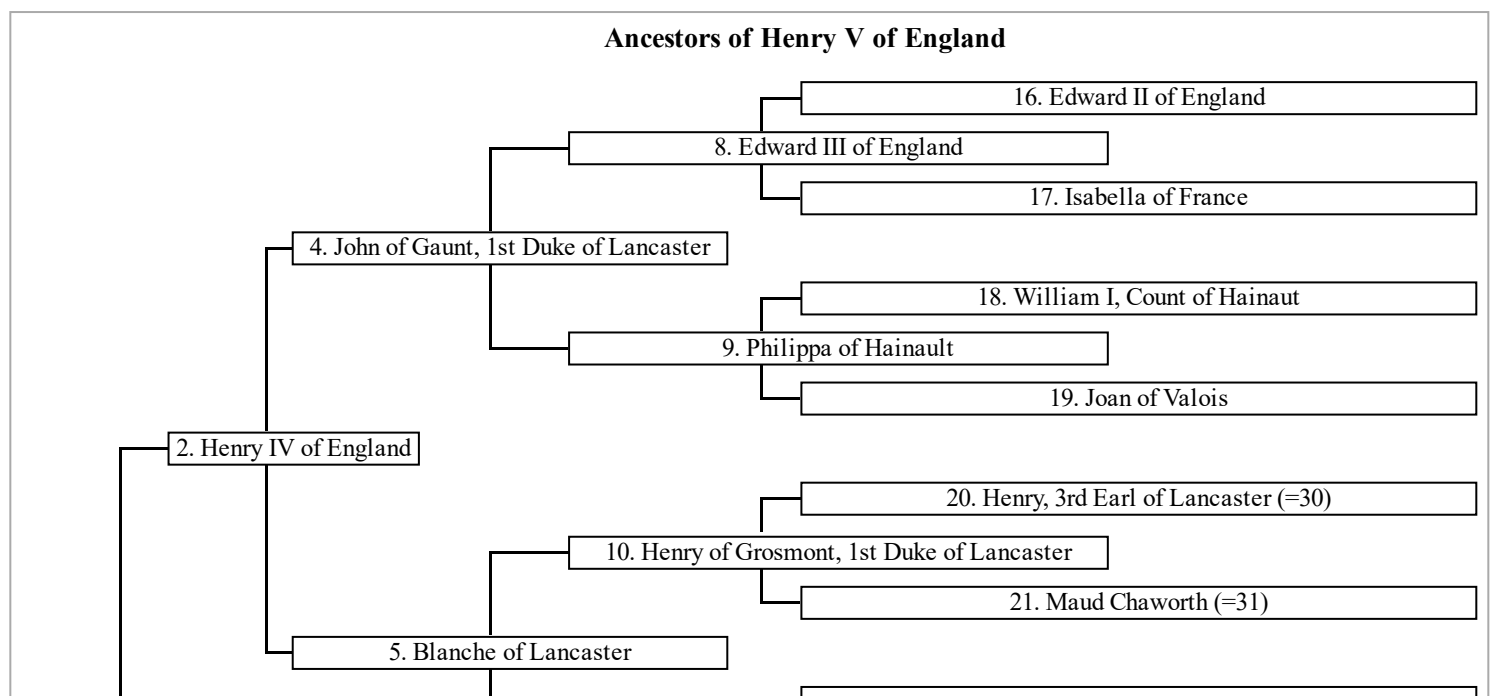 Ancestors of Henry V of England
16. Edward II of England
8. Edward III of England
17. Isabella of France
4. John of Gaunt, 1st Duke of Lancaster
18. William I, Count of Hainaut
9. Philippa of Hainault
19. Joan of Valois
2. Henry IV of England
20. Henry, 3rd Earl of Lancaster (=30)
10. Henry of Grosmont, 1st Duke of Lancaster
21. Maud Chaworth (=31)
5. Blanche of Lancaster